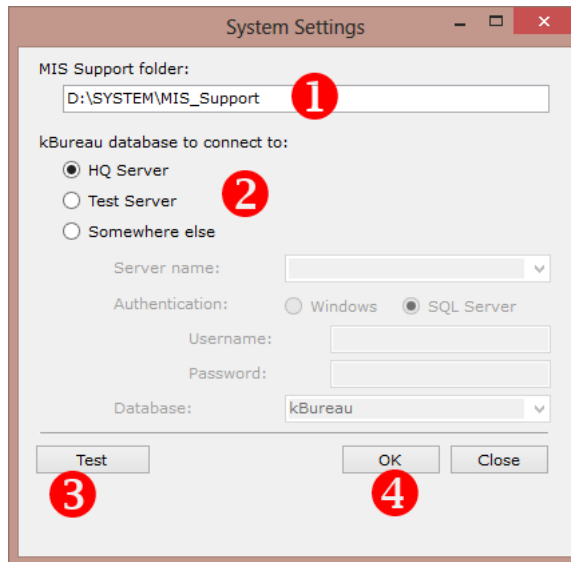 System Settings
MIS Support folder:
D:\SYSTEM\MIS_Support
1
kBureau database to connect to:
HQ Server
2
Test Server
Somewhere else
Server name:
Authentication: Windows SQL Server
Username:
Password:
Database: kBureau
Test OK Close
3 4